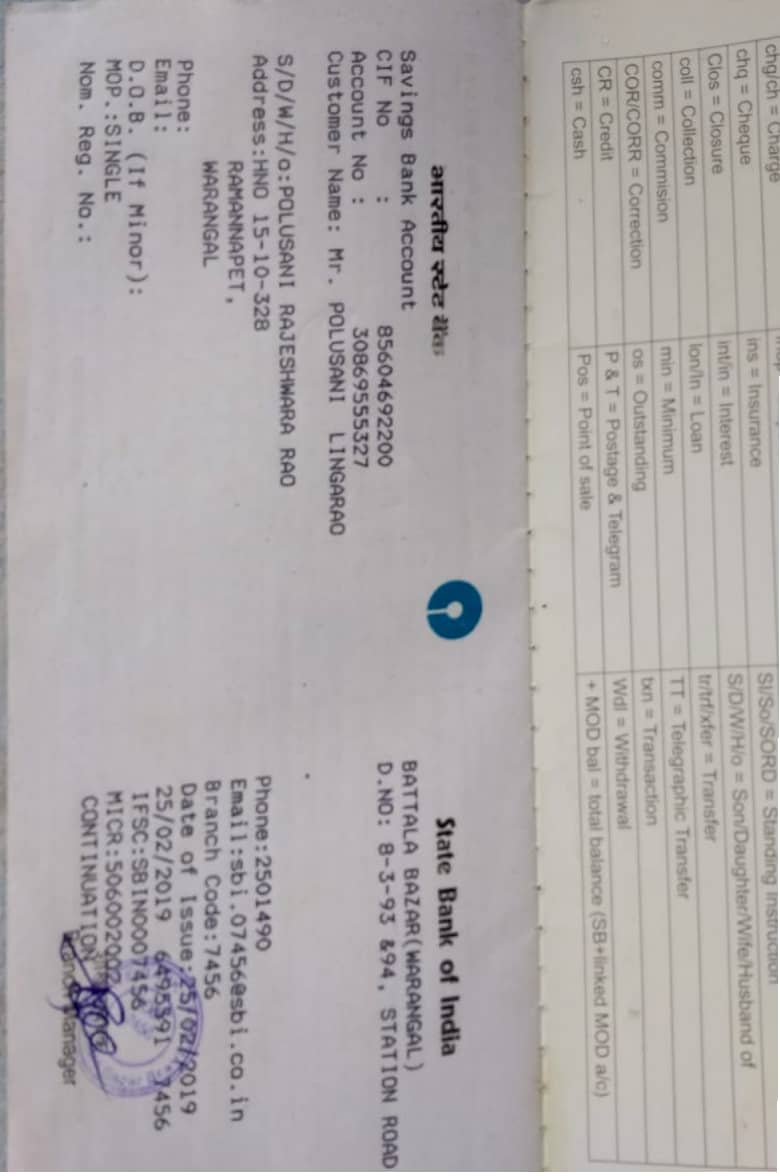 chg/ch = Charge
chq = Cheque ins = Insurance SI/So/SORD = Standing Instruction
Clos = Closure int/in = Interest S/D/W/H/o = Son/Daughter/Wife/Husband of
coll = Collection lon/ln = Loan tr/trf/xfer = Transfer
comm = Commision min = Minimum TT = Telegraphic Transfer
COR/CORR = Correction os = Outstanding txn = Transaction
CR = Credit P & T = Postage & Telegram Wdl = Withdrawal
csh = Cash Pos = Point of sale + MOD bal = total balance (SB+linked MOD a/c)
भारतीय स्टेट बैंक
Savings Bank Account
CIF No : 85604692200
Account No : 30869555327
Customer Name: Mr. POLUSANI LINGARAO
S/D/W/H/o:POLUSANI RAJESHWARA RAO
Address:HNO 15-10-328
RAMANNAPET,
WARANGAL
Phone:
Email:
D.O.B. (If Minor):
MOP.:SINGLE
Nom. Reg. No.:
State Bank of India
BATTALA BAZAR(WARANGAL)
D.NO: 8-3-93 &94, STATION ROAD
Phone:2501490
Email:sbi.07456@sbi.co.in
Branch Code:7456
Date of Issue:25/02/2019
25/02/2019 6495391 7456
IFSC:SBIN0007456
MICR:506002002
CONTINUATION
Branch Manager